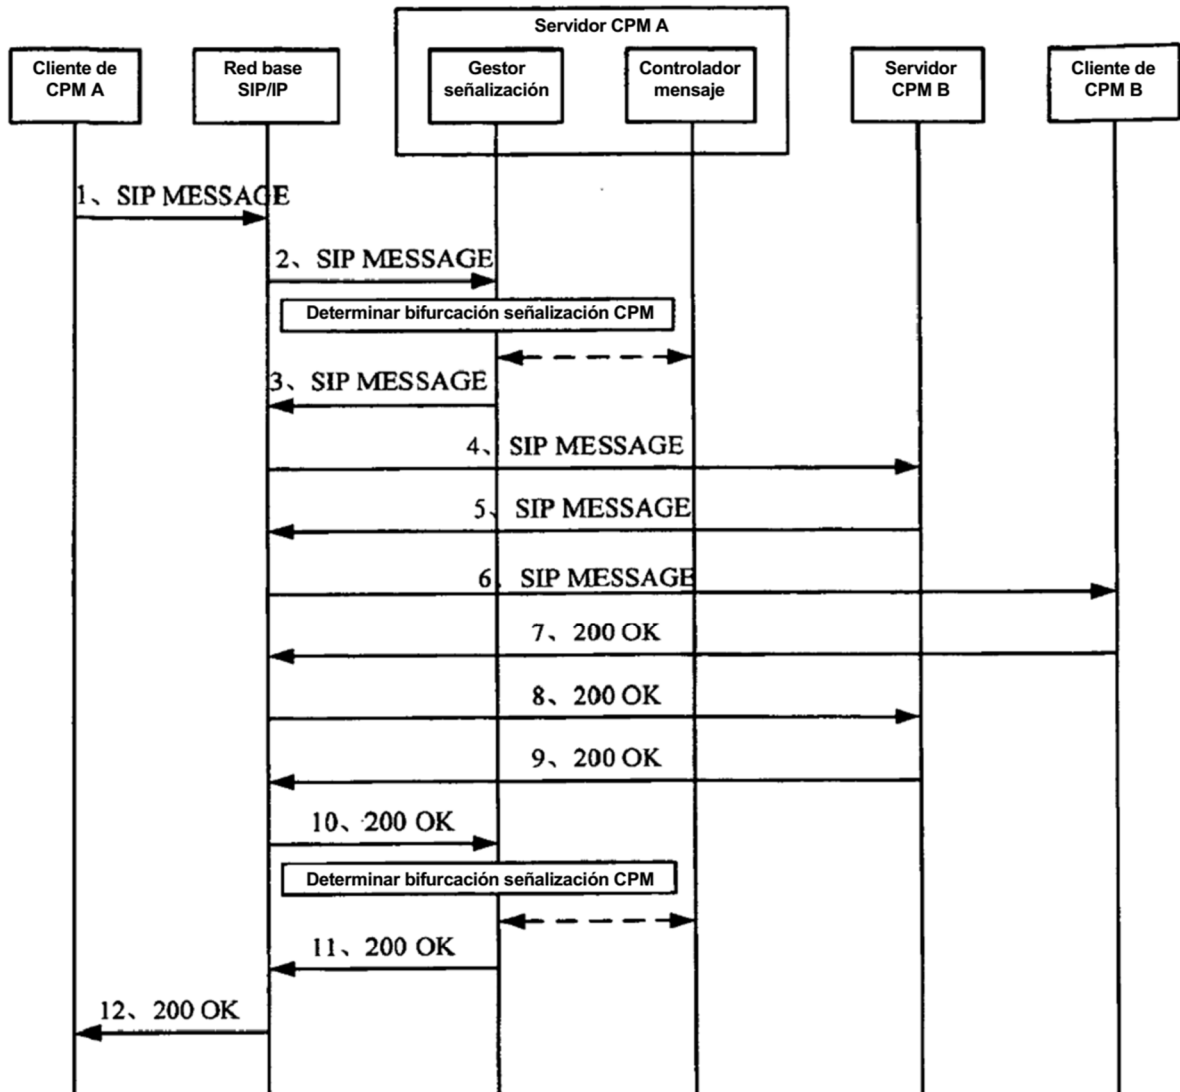 Servidor CPM A
Cliente de
CPM A
Red base
SIP/IP
Gestor
señalización
Controlador
mensaje
Servidor
CPM B
Cliente de
CPM B
1、SIP MESSAGE
2、SIP MESSAGE
Determinar bifurcación señalización CPM
3、SIP MESSAGE
4、SIP MESSAGE
5、SIP MESSAGE
6、SIP MESSAGE
7、200 OK
8、200 OK
9、200 OK
10、200 OK
Determinar bifurcación señalización CPM
11、200 OK
12、200 OK